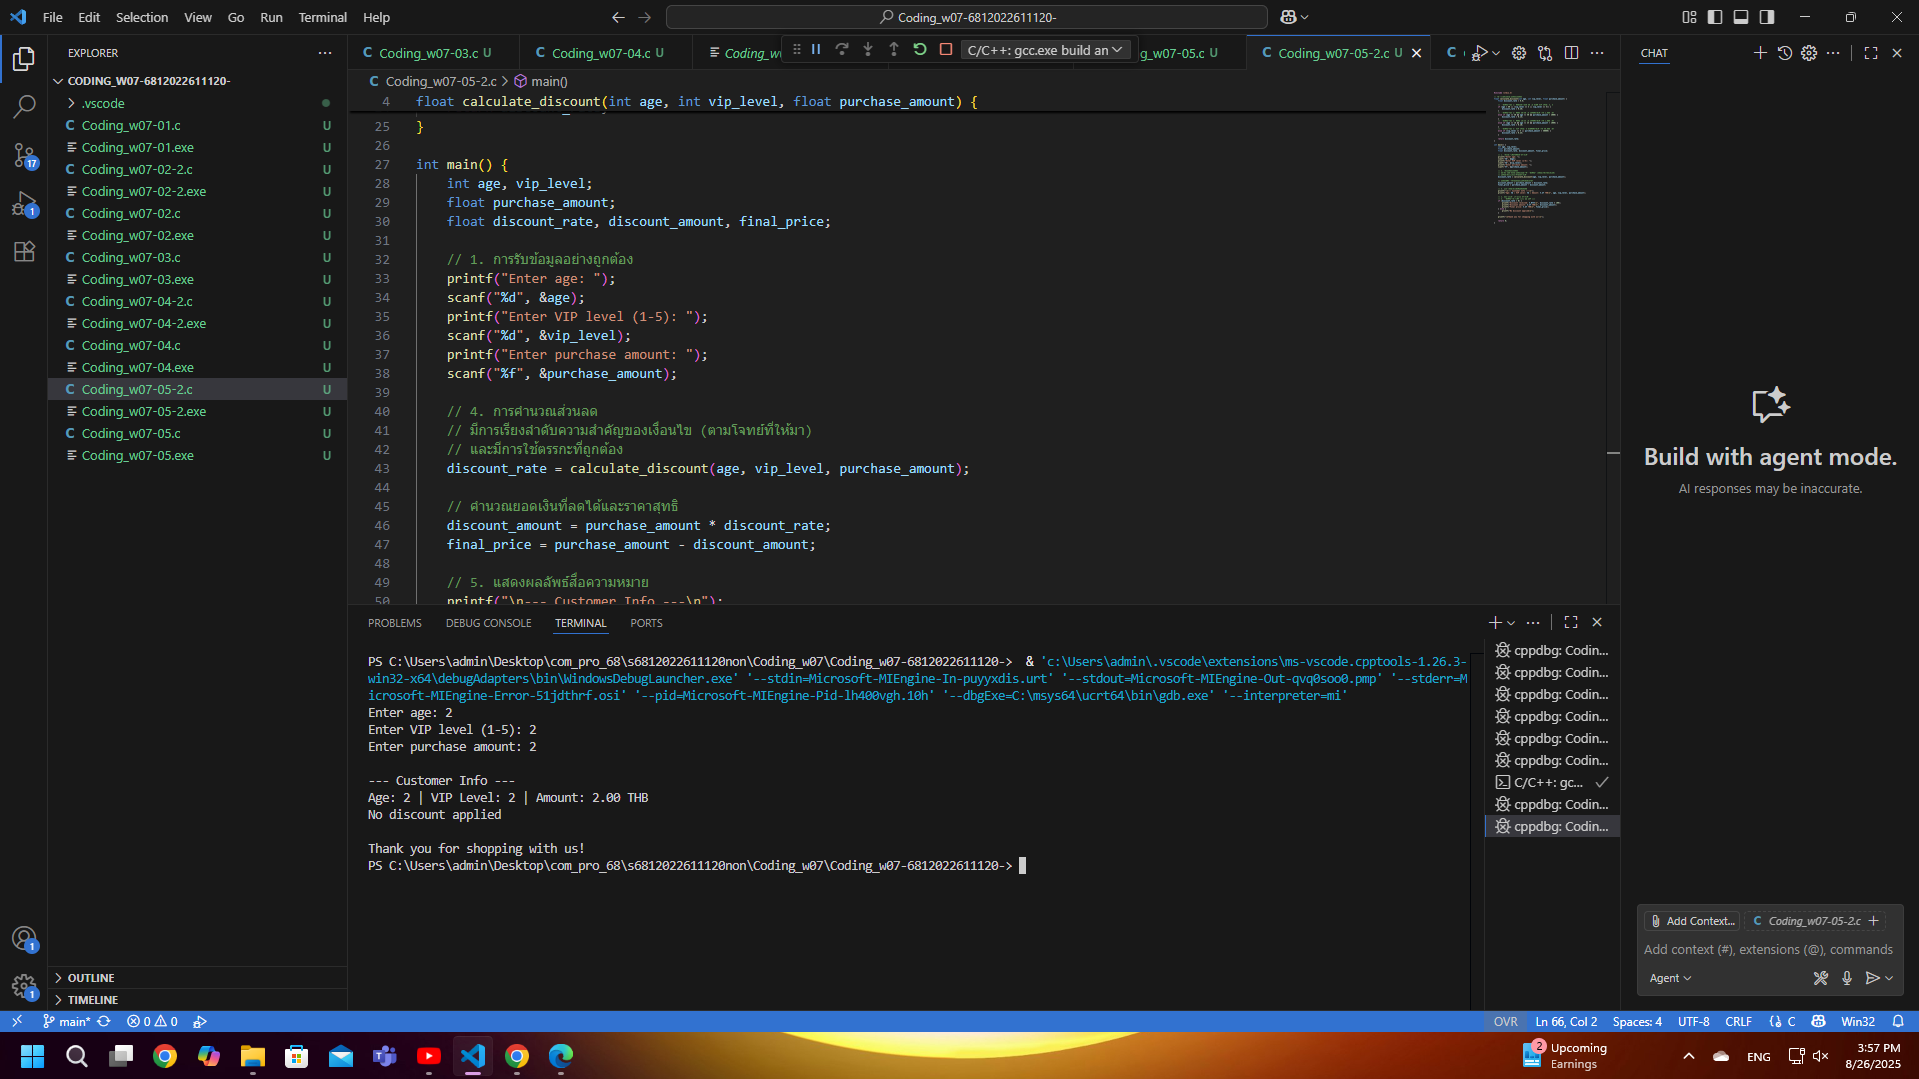 File Edit Selection View Go Run Terminal Help
Coding_w07-6812022611120-
EXPLORER
CODING_W07-6812022611120-
.vscode
Coding_w07-01.c U
Coding_w07-01.exe U
Coding_w07-02-2.c U
Coding_w07-02-2.exe U
Coding_w07-02.c U
Coding_w07-02.exe U
Coding_w07-03.c U
Coding_w07-03.exe U
Coding_w07-04-2.c U
Coding_w07-04-2.exe U
Coding_w07-04.c U
Coding_w07-04.exe U
Coding_w07-05-2.c U
Coding_w07-05-2.exe U
Coding_w07-05.c U
Coding_w07-05.exe U
OUTLINE
TIMELINE
17
1
1
1
Coding_w07-03.c U
Coding_w07-04.c U
Coding_w
C/C++: gcc.exe build an
g_w07-05.c U
Coding_w07-05-2.c U
Coding_w07-05-2.c > main()
4 float calculate_discount(int age, int vip_level, float purchase_amount) {
25 }
26
27 int main() {
28 int age, vip_level;
29 float purchase_amount;
30 float discount_rate, discount_amount, final_price;
31
32 // 1. การรับข้อมูลอย่างถูกต้อง
33 printf("Enter age: ");
34 scanf("%d", &age);
35 printf("Enter VIP level (1-5): ");
36 scanf("%d", &vip_level);
37 printf("Enter purchase amount: ");
38 scanf("%f", &purchase_amount);
39
40 // 4. การคำนวณส่วนลด
41 // มีการเรียงลำดับความสำคัญของเงื่อนไข (ตามโจทย์ที่ให้มา)
42 // และมีการใช้ตรรกะที่ถูกต้อง
43 discount_rate = calculate_discount(age, vip_level, purchase_amount);
44
45 // คำนวณยอดเงินที่ลดได้และราคาสุทธิ
46 discount_amount = purchase_amount * discount_rate;
47 final_price = purchase_amount - discount_amount;
48
49 // 5. แสดงผลลัพธ์สื่อความหมาย
50 printf("\n--- Customer Info ---\n");
PROBLEMS DEBUG CONSOLE TERMINAL PORTS
PS C:\Users\admin\Desktop\com_pro_68\s6812022611120non\Coding_w07\Coding_w07-6812022611120-> & 'c:\Users\admin\.vscode\extensions\ms-vscode.cpptools-1.26.3-
win32-x64\debugAdapters\bin\WindowsDebugLauncher.exe' '--stdin=Microsoft-MIEngine-In-puyyxdis.urt' '--stdout=Microsoft-MIEngine-Out-qvq0soo0.pmp' '--stderr=M
icrosoft-MIEngine-Error-51jdthrf.osi' '--pid=Microsoft-MIEngine-Pid-lh400vgh.10h' '--dbgExe=C:\msys64\ucrt64\bin\gdb.exe' '--interpreter=mi'
Enter age: 2
Enter VIP level (1-5): 2
Enter purchase amount: 2
--- Customer Info ---
Age: 2 | VIP Level: 2 | Amount: 2.00 THB
No discount applied
Thank you for shopping with us!
PS C:\Users\admin\Desktop\com_pro_68\s6812022611120non\Coding_w07\Coding_w07-6812022611120->
cppdbg: Codin...
cppdbg: Codin...
cppdbg: Codin...
cppdbg: Codin...
cppdbg: Codin...
cppdbg: Codin...
C/C++: gc...
cppdbg: Codin...
cppdbg: Codin...
CHAT
Build with agent mode.
AI responses may be inaccurate.
Add Context...
Coding_w07-05-2.c
Add context (#), extensions (@), commands
Agent
main* 0 0
OVR Ln 66, Col 2 Spaces: 4 UTF-8 CRLF {} C Win32
2 Upcoming
Earnings
ENG
3:57 PM
8/26/2025